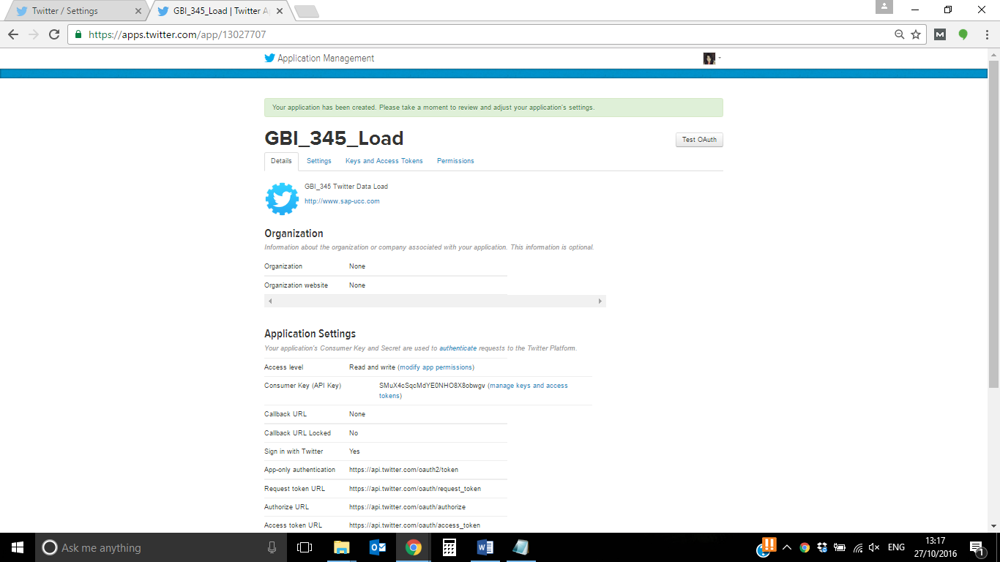 Twitter / Settings
GBI_345_Load | Twitter A
https://apps.twitter.com/app/13027707
M
Application Management
Your application has been created. Please take a moment to review and adjust your application's settings.
GBI_345_Load
Test OAuth
Details Settings Keys and Access Tokens Permissions
GBI_345 Twitter Data Load
http://www.sap-ucc.com
Organization
Information about the organization or company associated with your application. This information is optional.
Organization None
Organization website None
Application Settings
Your application's Consumer Key and Secret are used to authenticate requests to the Twitter Platform.
Access level Read and write (modify app permissions)
Consumer Key (API Key) SMuX4cSqcMdYE0NHO8X8obwgv (manage keys and access
tokens)
Callback URL None
Callback URL Locked No
Sign in with Twitter Yes
App-only authentication https://api.twitter.com/oauth2/token
Request token URL https://api.twitter.com/oauth/request_token
Authorize URL https://api.twitter.com/oauth/authorize
Access token URL https://api.twitter.com/oauth/access_token
Ask me anything
ENG
13:17
27/10/2016
1